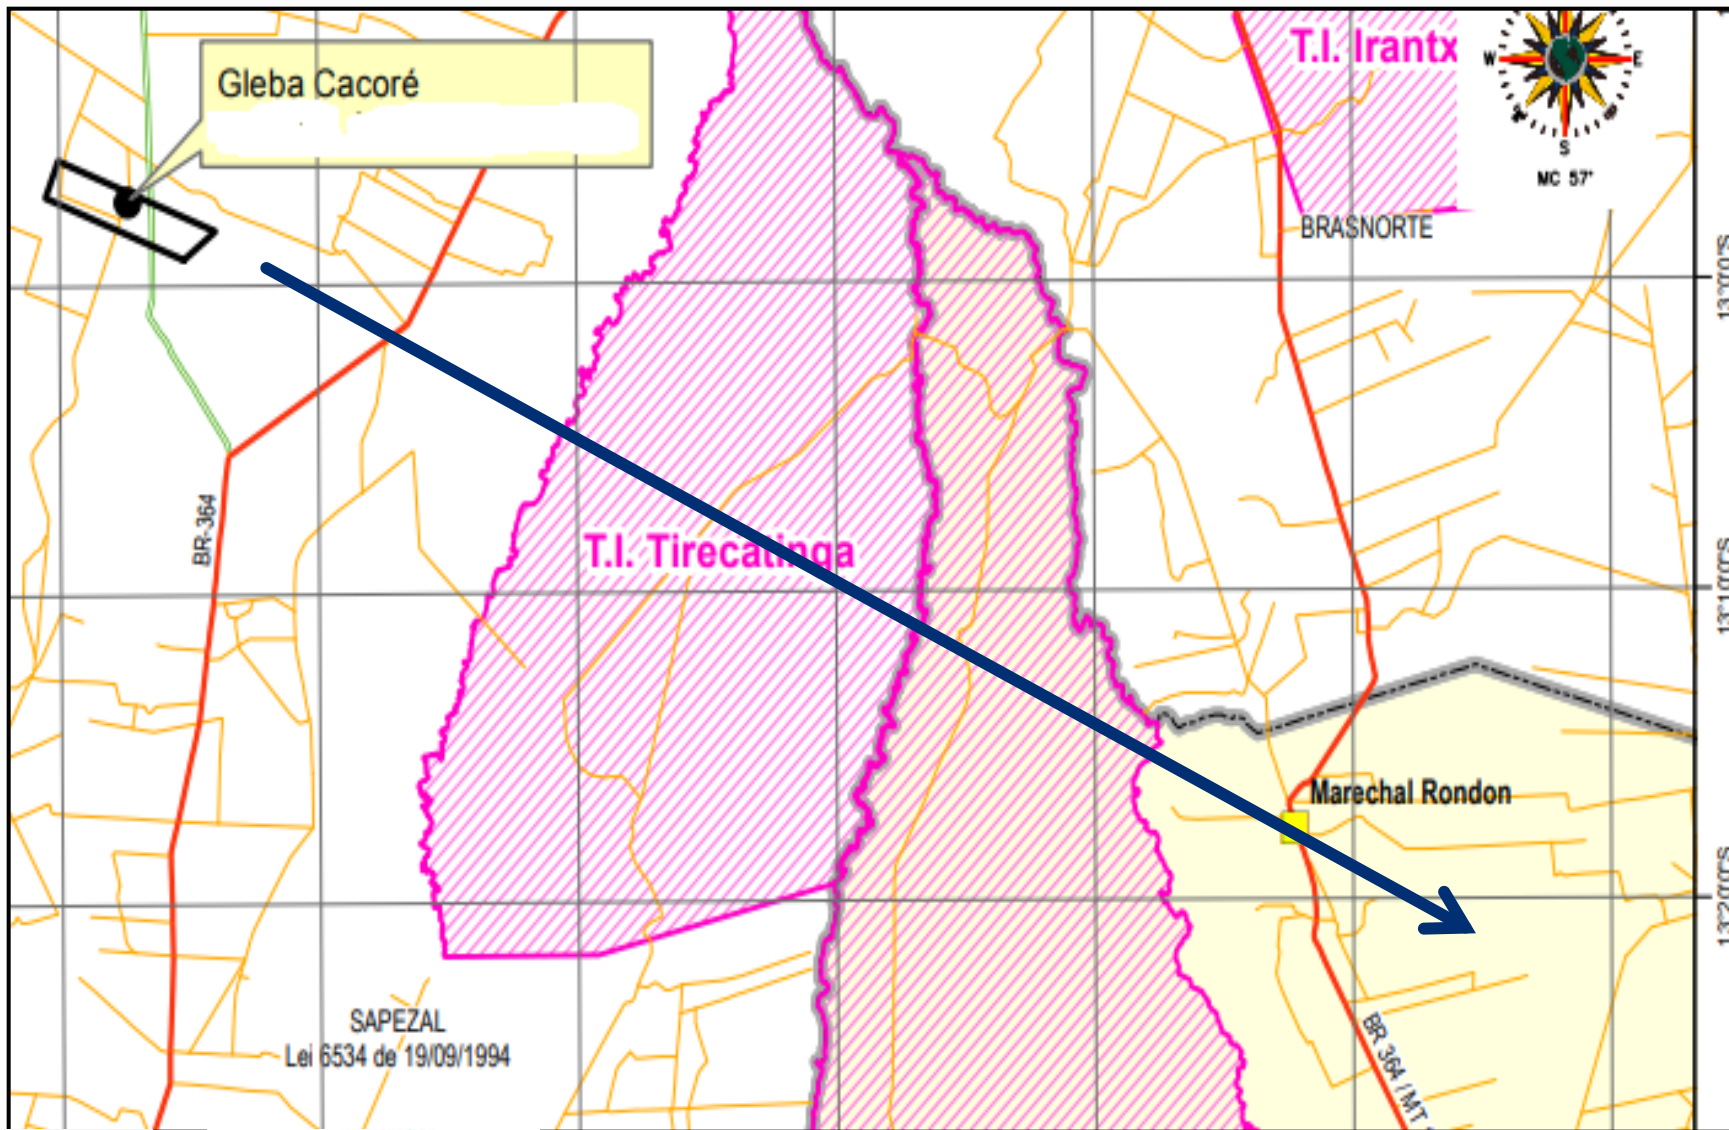 Gleba Cacoré
T.I. Irantx
W
E
S
MC 57°
BRASNORTE
BR-364
T.I. Tirecatinga
Marechal Rondon
SAPEZAL
Lei 6534 de 19/09/1994
BR 364 / MT